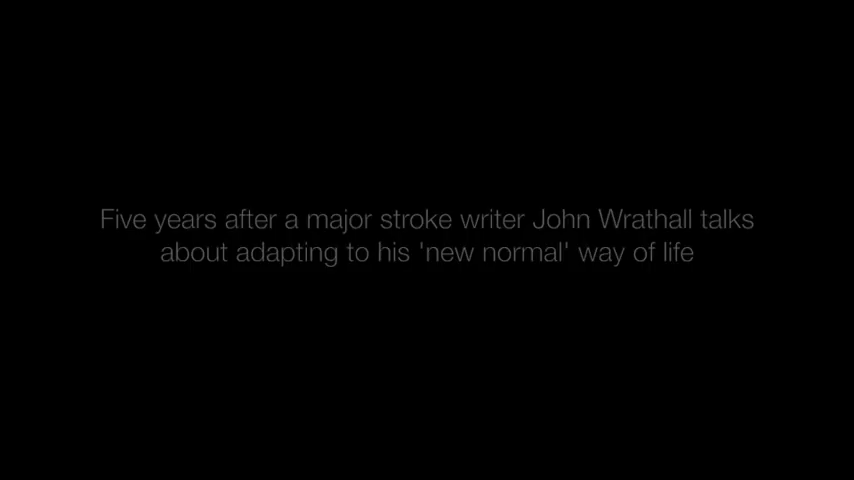 Five years after a major stroke writer John Wrathall talks
about adapting to his 'new normal' way of life